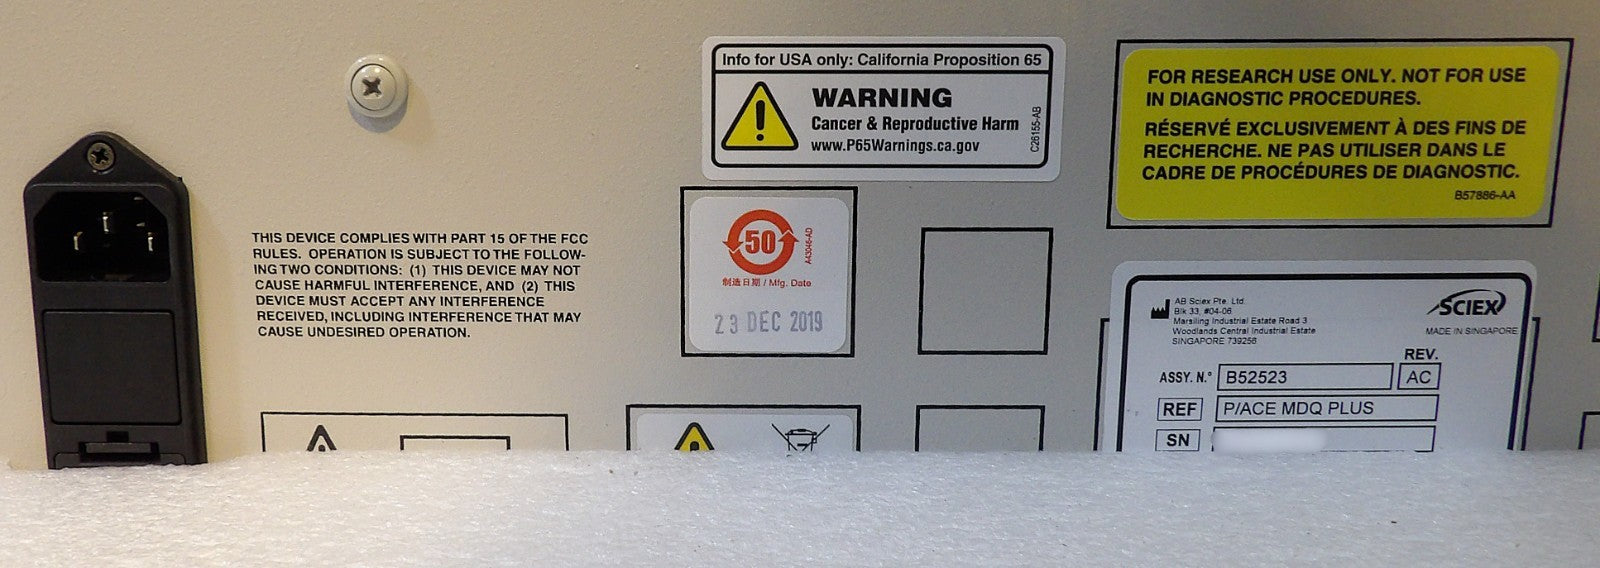 Info for USA only: California Proposition 65
WARNING
Cancer & Reproductive Harm
www.P65Warnings.ca.gov
C26155-AB
FOR RESEARCH USE ONLY. NOT FOR USE
IN DIAGNOSTIC PROCEDURES.
RÉSERVÉ EXCLUSIVEMENT À DES FINS DE
RECHERCHE. NE PAS UTILISER DANS LE
CADRE DE PROCÉDURES DE DIAGNOSTIC.
B57886-AA
THIS DEVICE COMPLIES WITH PART 15 OF THE FCC
RULES. OPERATION IS SUBJECT TO THE FOLLOW-
ING TWO CONDITIONS: (1) THIS DEVICE MAY NOT
CAUSE HARMFUL INTERFERENCE, AND (2) THIS
DEVICE MUST ACCEPT ANY INTERFERENCE
RECEIVED, INCLUDING INTERFERENCE THAT MAY
CAUSE UNDESIRED OPERATION.
50
A43046-AD
制造日期 / Mfg. Date
23 DEC 2019
AB Sciex Pte. Ltd.
Blk 33, #04-06
Marsiling Industrial Estate Road 3
Woodlands Central Industrial Estate
SINGAPORE 739256
SCIEX
MADE IN SINGAPORE
REV.
ASSY. N.° B52523 AC
REF P/ACE MDQ PLUS
SN